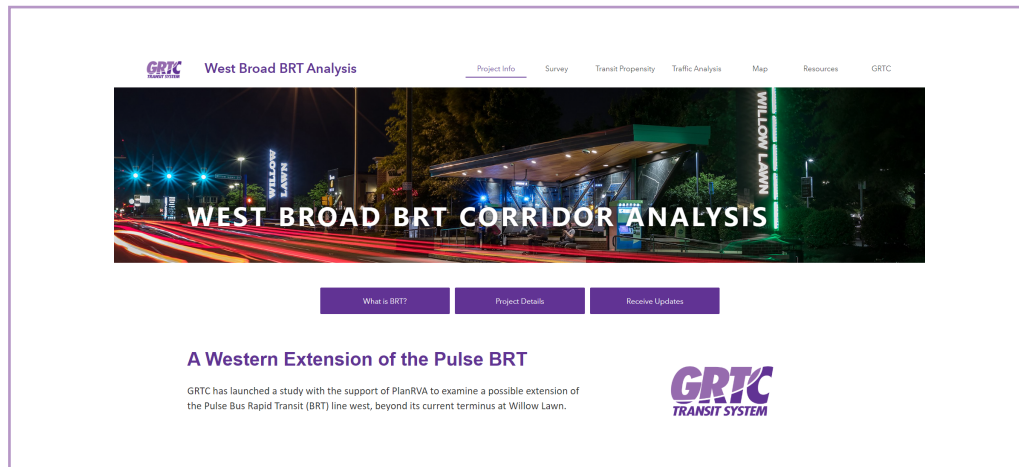 GRTC
TRANSIT SYSTEM
West Broad BRT Analysis
Project Info
Survey
Transit Propensity
Traffic Analysis
Map
Resources
GRTC
WILLOW LAWN
WILLOW LAWN
WEST BROAD BRT CORRIDOR ANALYSIS
What is BRT?
Project Details
Receive Updates
A Western Extension of the Pulse BRT
GRTC has launched a study with the support of PlanRVA to examine a possible extension of
the Pulse Bus Rapid Transit (BRT) line west, beyond its current terminus at Willow Lawn.
GRTC
TRANSIT SYSTEM